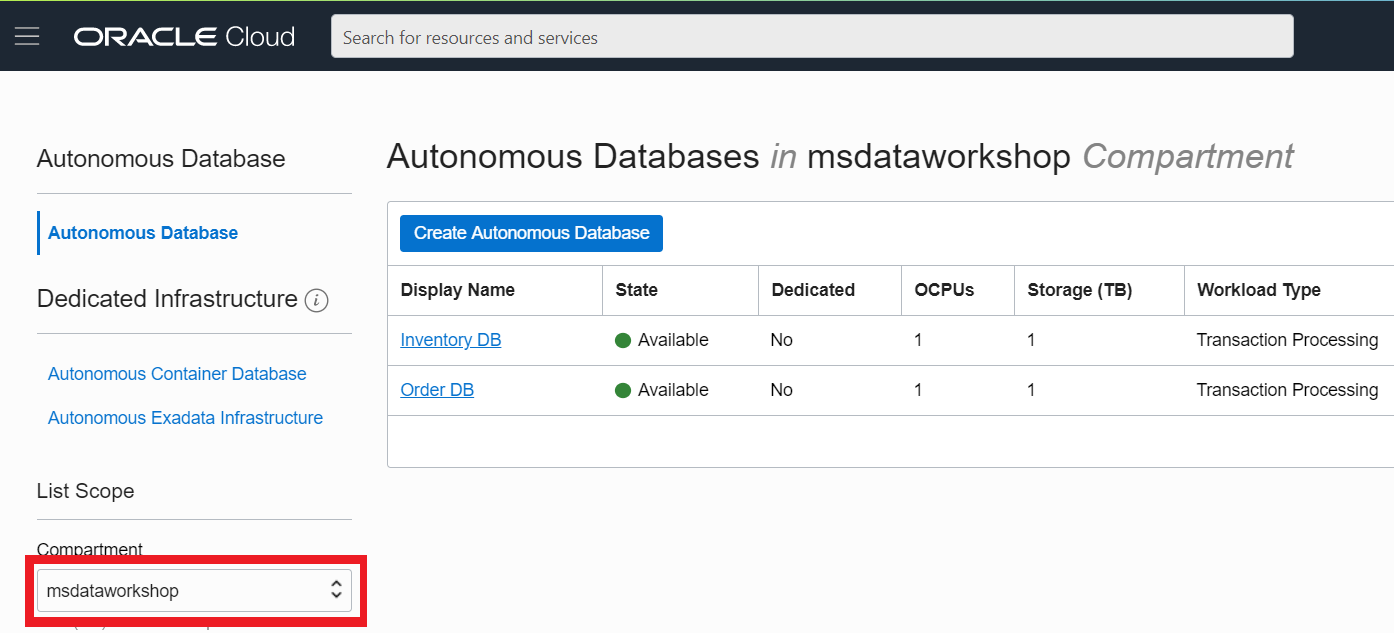 ORACLE Cloud
Search for resources and services
Autonomous Database
Autonomous Database
Dedicated Infrastructure i
Autonomous Container Database
Autonomous Exadata Infrastructure
List Scope
Compartment
msdataworkshop
Autonomous Databases in msdataworkshop Compartment
Create Autonomous Database
Display Name State Dedicated OCPUs Storage (TB) Workload Type
Inventory DB Available No 1 1 Transaction Processing
Order DB Available No 1 1 Transaction Processing